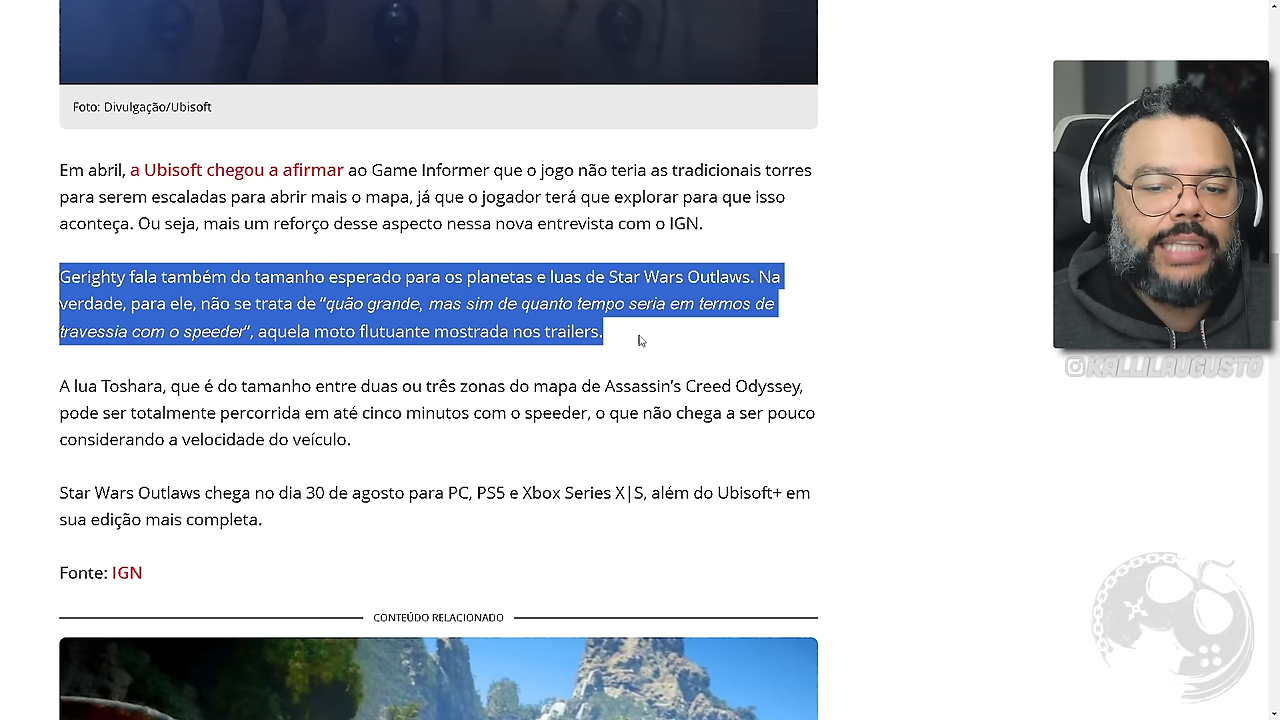 Foto: Divulgação/Ubisoft
Em abril, a Ubisoft chegou a afirmar ao Game Informer que o jogo não teria as tradicionais torres
para serem escaladas para abrir mais o mapa, já que o jogador terá que explorar para que isso
aconteça. Ou seja, mais um reforço desse aspecto nessa nova entrevista com o IGN.
Gerighty fala também do tamanho esperado para os planetas e luas de Star Wars Outlaws. Na
verdade, para ele, não se trata de “quão grande, mas sim de quanto tempo seria em termos de
travessia com o speeder“, aquela moto flutuante mostrada nos trailers.
A lua Toshara, que é do tamanho entre duas ou três zonas do mapa de Assassin’s Creed Odyssey,
pode ser totalmente percorrida em até cinco minutos com o speeder, o que não chega a ser pouco
considerando a velocidade do veículo.
Star Wars Outlaws chega no dia 30 de agosto para PC, PS5 e Xbox Series X|S, além do Ubisoft+ em
sua edição mais completa.
Fonte: IGN
CONTEÚDO RELACIONADO
@KALLILAUGUSTO